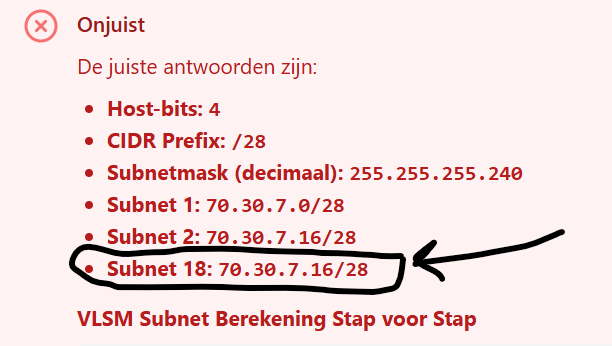 Onjuist
De juiste antwoorden zijn:
Host-bits: 4
CIDR Prefix: /28
Subnetmask (decimaal): 255.255.255.240
Subnet 1: 70.30.7.0/28
Subnet 2: 70.30.7.16/28
Subnet 18: 70.30.7.16/28
VLSM Subnet Berekening Stap voor Stap